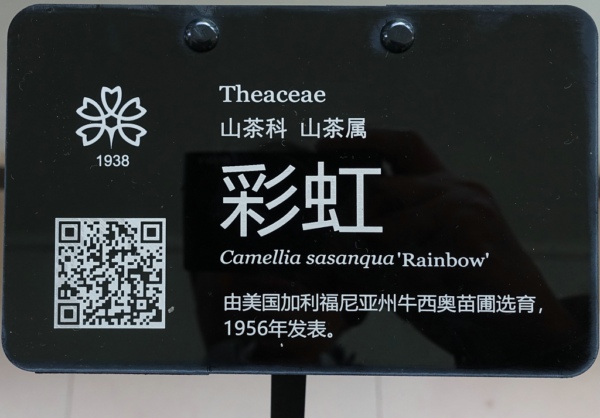 Theaceae
山茶科 山茶属
1938
彩虹
Camellia sasanqua 'Rainbow'
由美国加利福尼亚州牛西奥苗圃选育，
1956年发表。